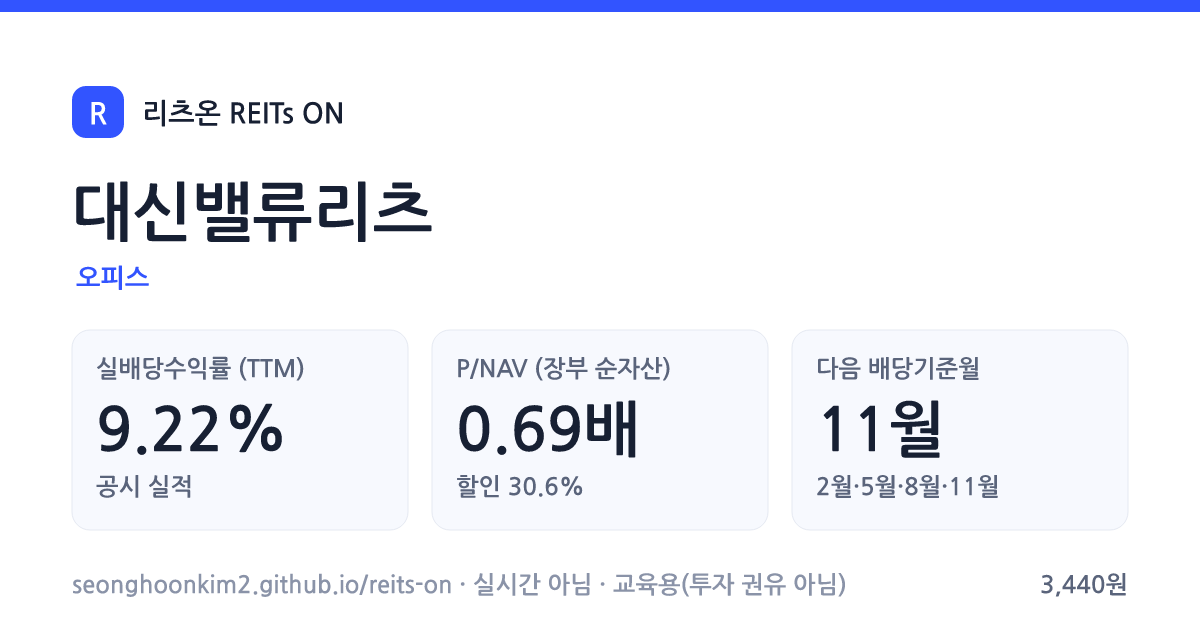 R
리츠온 REITs ON
대신밸류리츠
오피스
실배당수익률 (TTM)
9.22%
공시 실적
P/NAV (장부 순자산)
0.69배
할인 30.6%
다음 배당기준월
11월
2월·5월·8월·11월
seonghoonkim2.github.io/reits-on · 실시간 아님 · 교육용(투자 권유 아님)
3,440원